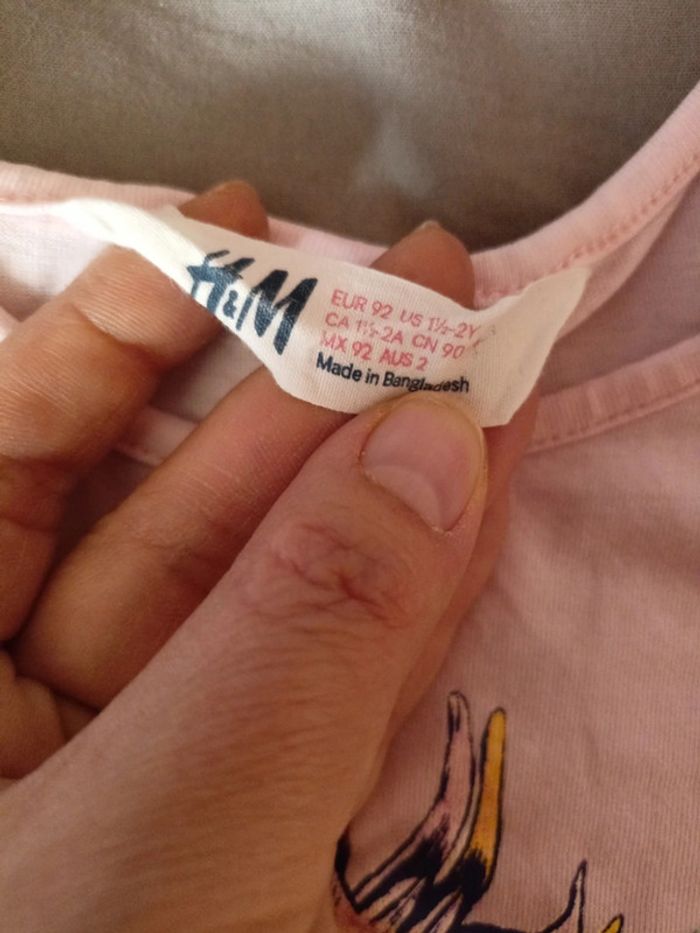 H&M
EUR 92 US 1½-2Y
CA 1½-2A CN 90
MX 92 AUS 2
Made in Bangladesh